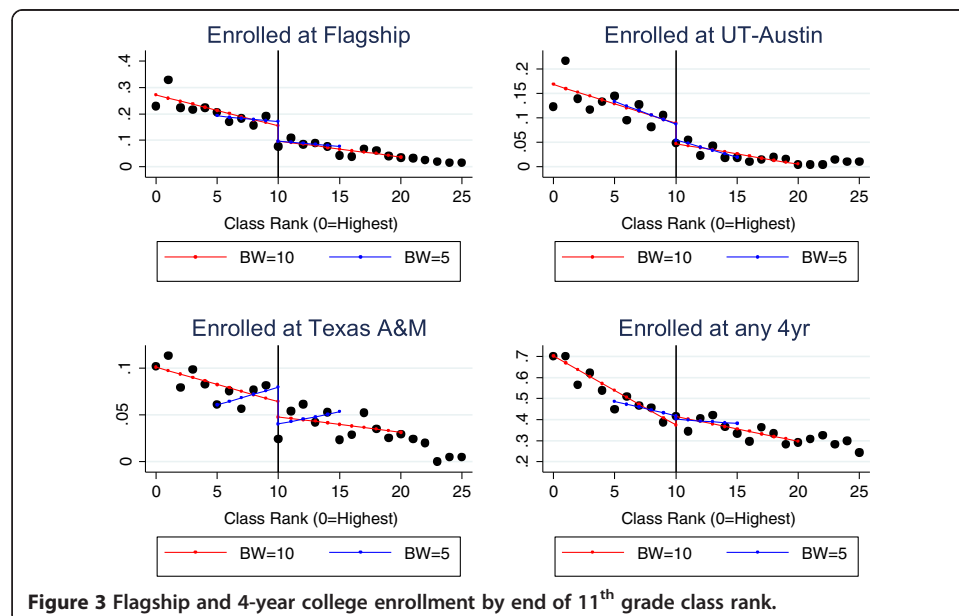 Enrolled at Flagship
.4
.3
.2
.1
0
0 5 10 15 20 25
Class Rank (0=Highest)
BW=10 BW=5
Enrolled at UT-Austin
.2
.15
.1
.05
0
0 5 10 15 20 25
Class Rank (0=Highest)
BW=10 BW=5
Enrolled at Texas A&M
.1
.05
0
0 5 10 15 20 25
Class Rank (0=Highest)
BW=10 BW=5
Enrolled at any 4yr
.7
.6
.5
.4
.3
.2
0 5 10 15 20 25
Class Rank (0=Highest)
BW=10 BW=5
Figure 3 Flagship and 4-year college enrollment by end of 11th grade class rank.